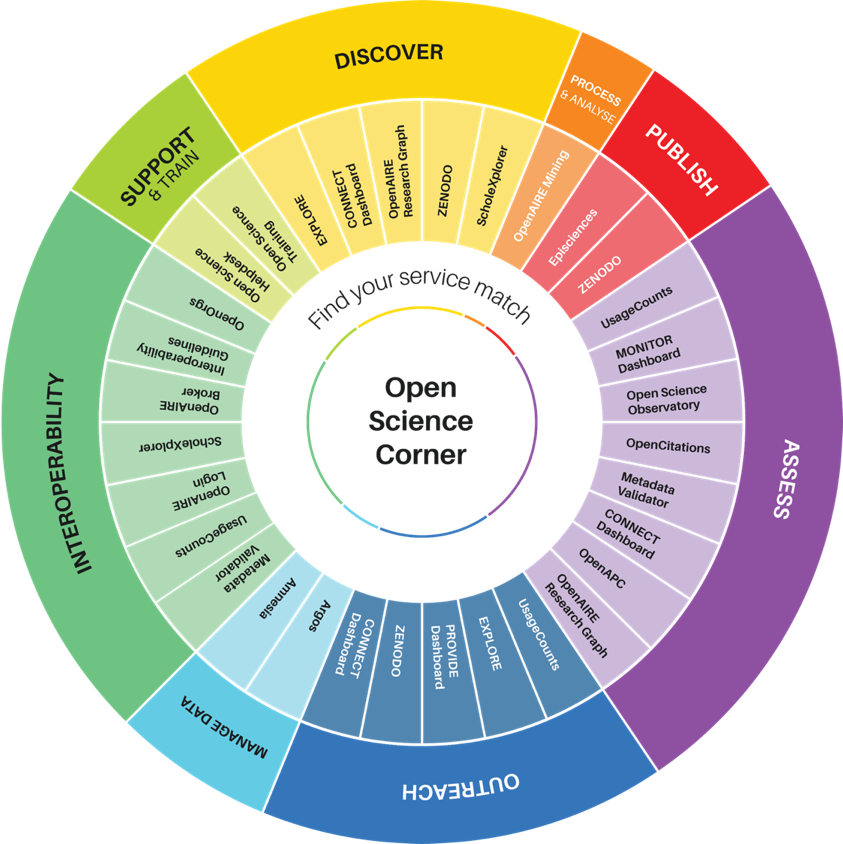 DISCOVER
EXPLORE
CONNECT
Dashboard
OpenAIRE
Research Graph
ZENODO
ScholeXplorer
PROCESS
& ANALYSE
OpenAIRE Mining
PUBLISH
Episciences
ZENODO
ASSESS
UsageCounts
MONITOR
Dashboard
Open Science
Observatory
OpenCitations
Metadata
Validator
CONNECT
Dashboard
OpenAPC
OpenAIRE
Research Graph
OUTREACH
UsageCounts
EXPLORE
PROVIDE
Dashboard
ZENODO
CONNECT
Dashboard
MANAGE DATA
Argos
Amnesia
INTEROPERABILITY
Metadata
Validator
UsageCounts
OpenAIRE
Login
ScholeXplorer
OpenAIRE
Broker
Interoperability
Guidelines
OpenOrgs
SUPPORT
& TRAIN
Open Science
Helpdesk
Open Science
Training
Find your service match
Open
Science
Corner